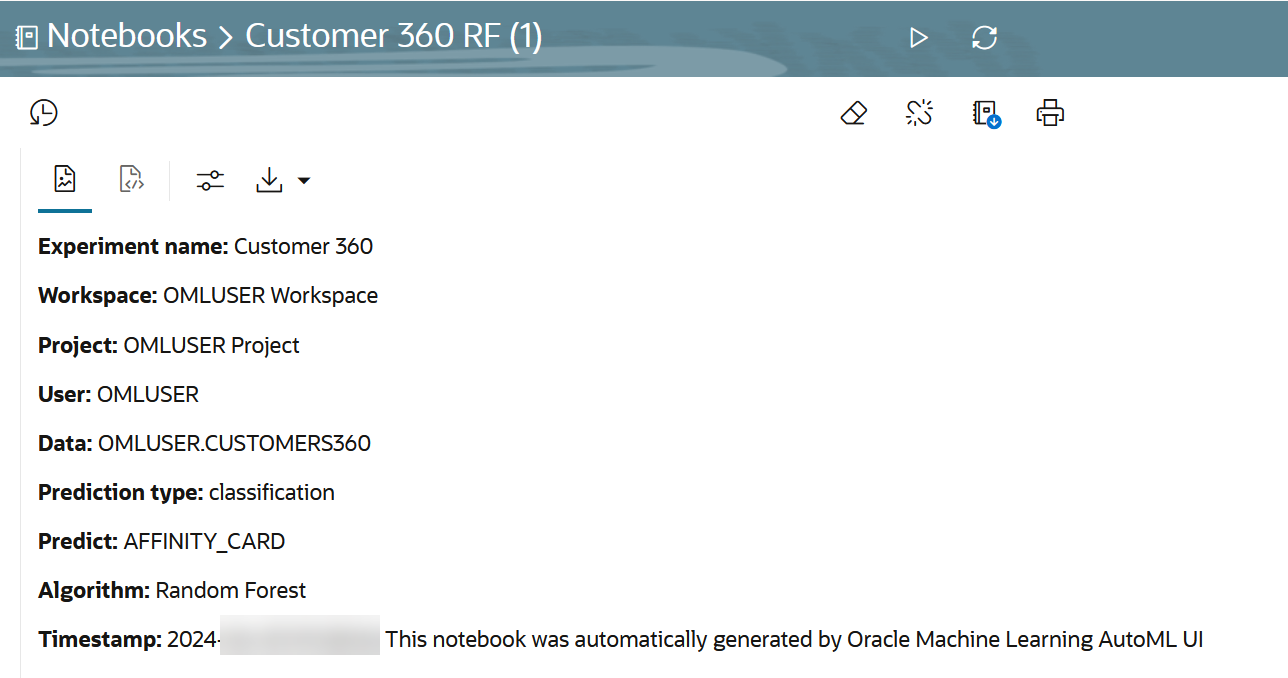 Notebooks > Customer 360 RF (1)
Experiment name: Customer 360
Workspace: OMLUSER Workspace
Project: OMLUSER Project
User: OMLUSER
Data: OMLUSER.CUSTOMERS360
Prediction type: classification
Predict: AFFINITY_CARD
Algorithm: Random Forest
Timestamp: 2024- This notebook was automatically generated by Oracle Machine Learning AutoML UI